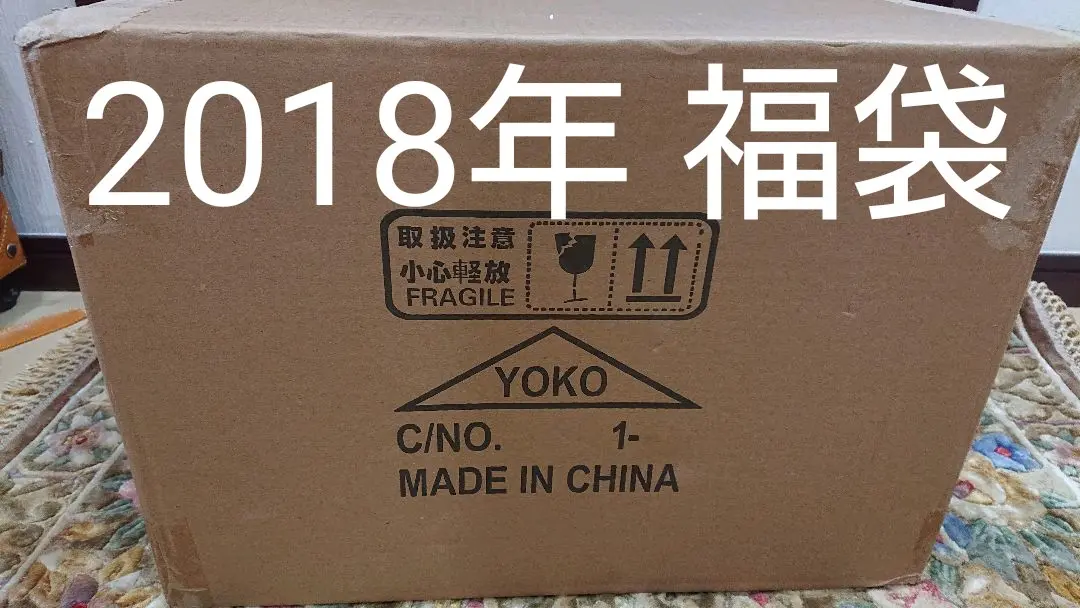 2018年 福袋
取扱注意
小心軽放
FRAGILE
YOKO
C/NO. 1-
MADE IN CHINA